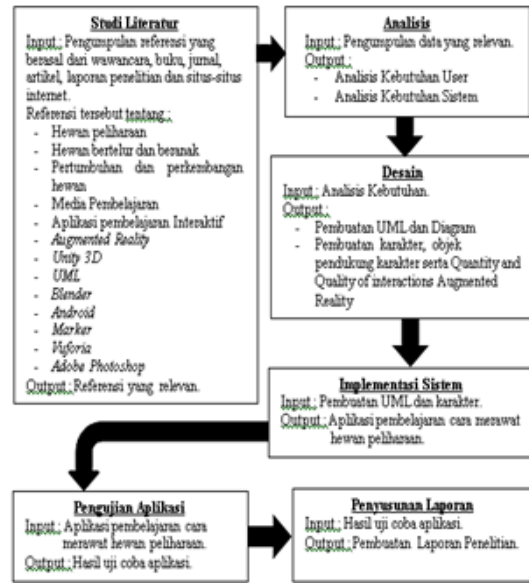 Studi Literatur
Input : Pengumpulan referensi yang
berasal dari wawancara, buku, jurnal,
artikel, laporan penelitian dan situs-situs
internet.
Referensi tersebut tentang :
- Hewan peliharaan
- Hewan bertelur dan beranak
- Pertumbuhan dan perkembangan
hewan
- Media Pembelajaran
- Aplikasi pembelajaran Interaktif
- Augmented Reality
- Unity 3D
- UML
- Blender
- Android
- Marker
- Vuforia
- Adobe Photoshop
Output : Referensi yang relevan.
Analisis
Input : Pengumpulan data yang relevan.
Output :
- Analisis Kebutuhan User
- Analisis Kebutuhan Sistem
Desain
Input : Analisis Kebutuhan.
Output :
- Pembuatan UML dan Diagram
- Pembuatan karakter, objek
pendukung karakter serta Quantity and
Quality of interactions Augmented
Reality
Implementasi Sistem
Input : Pembuatan UML dan karakter.
Output : Aplikasi pembelajaran cara merawat
hewan peliharaan.
Pengujian Aplikasi
Input : Aplikasi pembelajaran cara
merawat hewan peliharaan.
Output : Hasil uji coba aplikasi.
Penyusunan Laporan
Input : Hasil uji coba aplikasi.
Output : Pembuatan Laporan Penelitian.